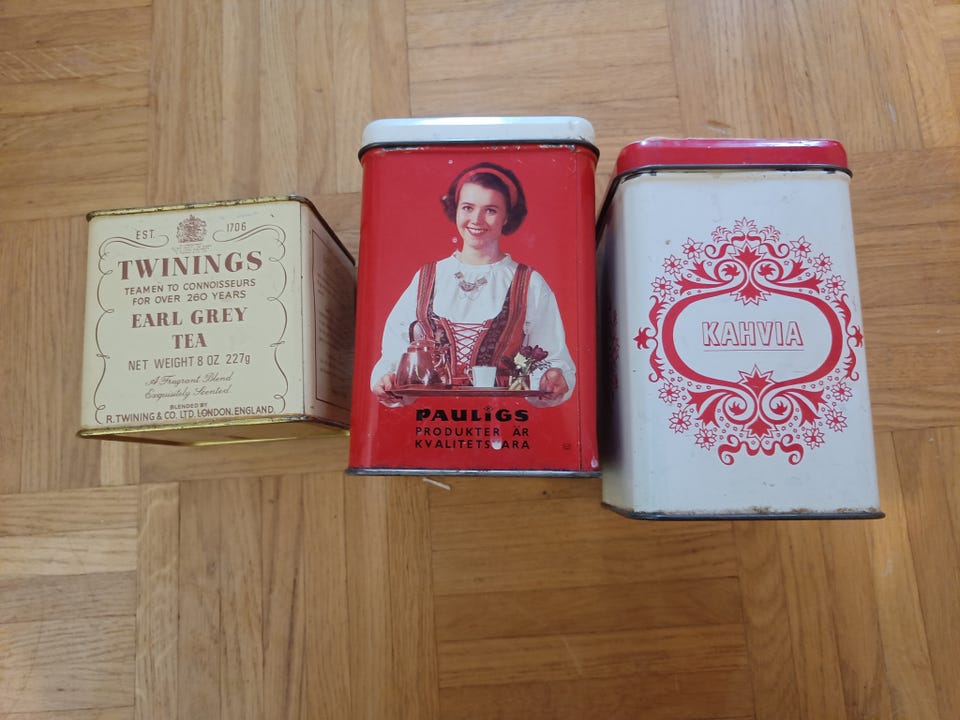 EST. 1706
TWININGS
TEAMEN TO CONNOISSEURS
FOR OVER 260 YEARS
EARL GREY
TEA
NET WEIGHT 8 OZ 227g
A Fragrant Blend
Exquisitely Scented.
BLENDED BY
R. TWINING & CO. LTD. LONDON. ENGLAND.
PAULiGS
PRODUKTER ÄR
KVALITETSVARA
KAHVIA